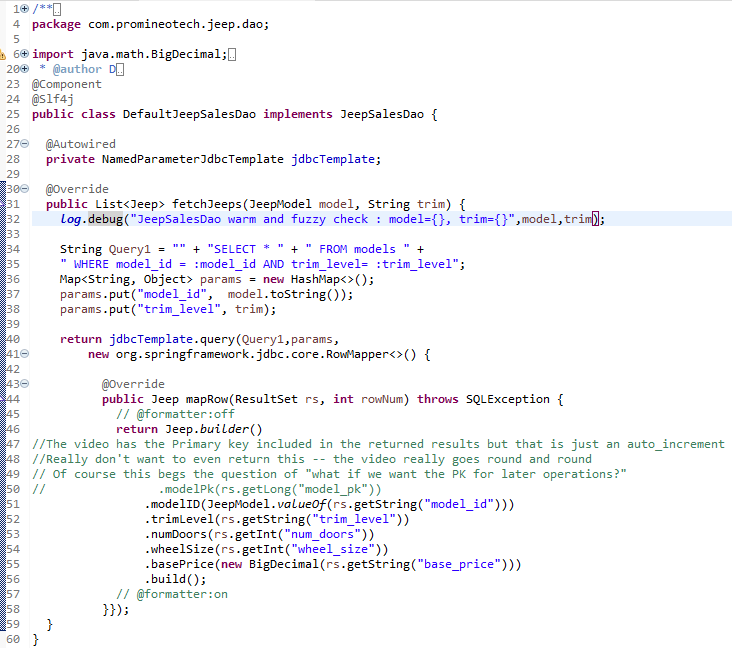 1 /**
4 package com.promineotech.jeep.dao;
5
6 import java.math.BigDecimal;
20 * @author D
23 @Component
24 @Slf4j
25 public class DefaultJeepSalesDao implements JeepSalesDao {
26
27 @Autowired
28 private NamedParameterJdbcTemplate jdbcTemplate;
29
30 @Override
31 public List<Jeep> fetchJeeps(JeepModel model, String trim) {
32 log.debug("JeepSalesDao warm and fuzzy check : model={}, trim={}",model,trim);
33
34 String Query1 = "" + "SELECT * " + " FROM models " +
35 " WHERE model_id = :model_id AND trim_level= :trim_level";
36 Map<String, Object> params = new HashMap<>();
37 params.put("model_id",  model.toString());
38 params.put("trim_level", trim);
39
40 return jdbcTemplate.query(Query1,params,
41 new org.springframework.jdbc.core.RowMapper<>() {
42
43 @Override
44 public Jeep mapRow(ResultSet rs, int rowNum) throws SQLException {
45 // @formatter:off
46 return Jeep.builder()
47 //The video has the Primary key included in the returned results but that is just an auto_increment
48 //Really don't want to even return this -- the video really goes round and round
49 // Of course this begs the question of "what if we want the PK for later operations?"
50 // .modelPk(rs.getLong("model_pk"))
51 .modelID(JeepModel.valueOf(rs.getString("model_id")))
52 .trimLevel(rs.getString("trim_level"))
53 .numDoors(rs.getInt("num_doors"))
54 .wheelSize(rs.getInt("wheel_size"))
55 .basePrice(new BigDecimal(rs.getString("base_price")))
56 .build();
57 // @formatter:on
58 }});
59 }
60 }